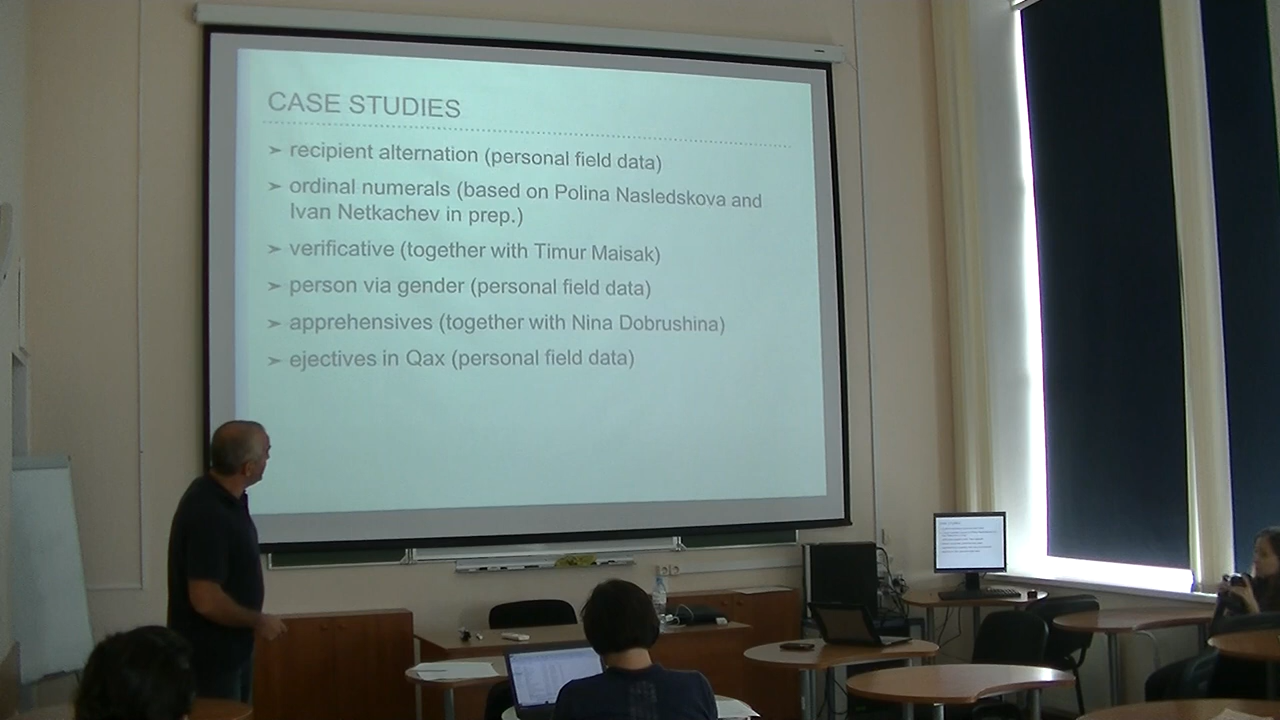 CASE STUDIES
➢ recipient alternation (personal field data)
➢ ordinal numerals (based on Polina Nasledskova and
Ivan Netkachev in prep.)
➢ verificative (together with Timur Maisak)
➢ person via gender (personal field data)
➢ apprehensives (together with Nina Dobrushina)
➢ ejectives in Qax (personal field data)